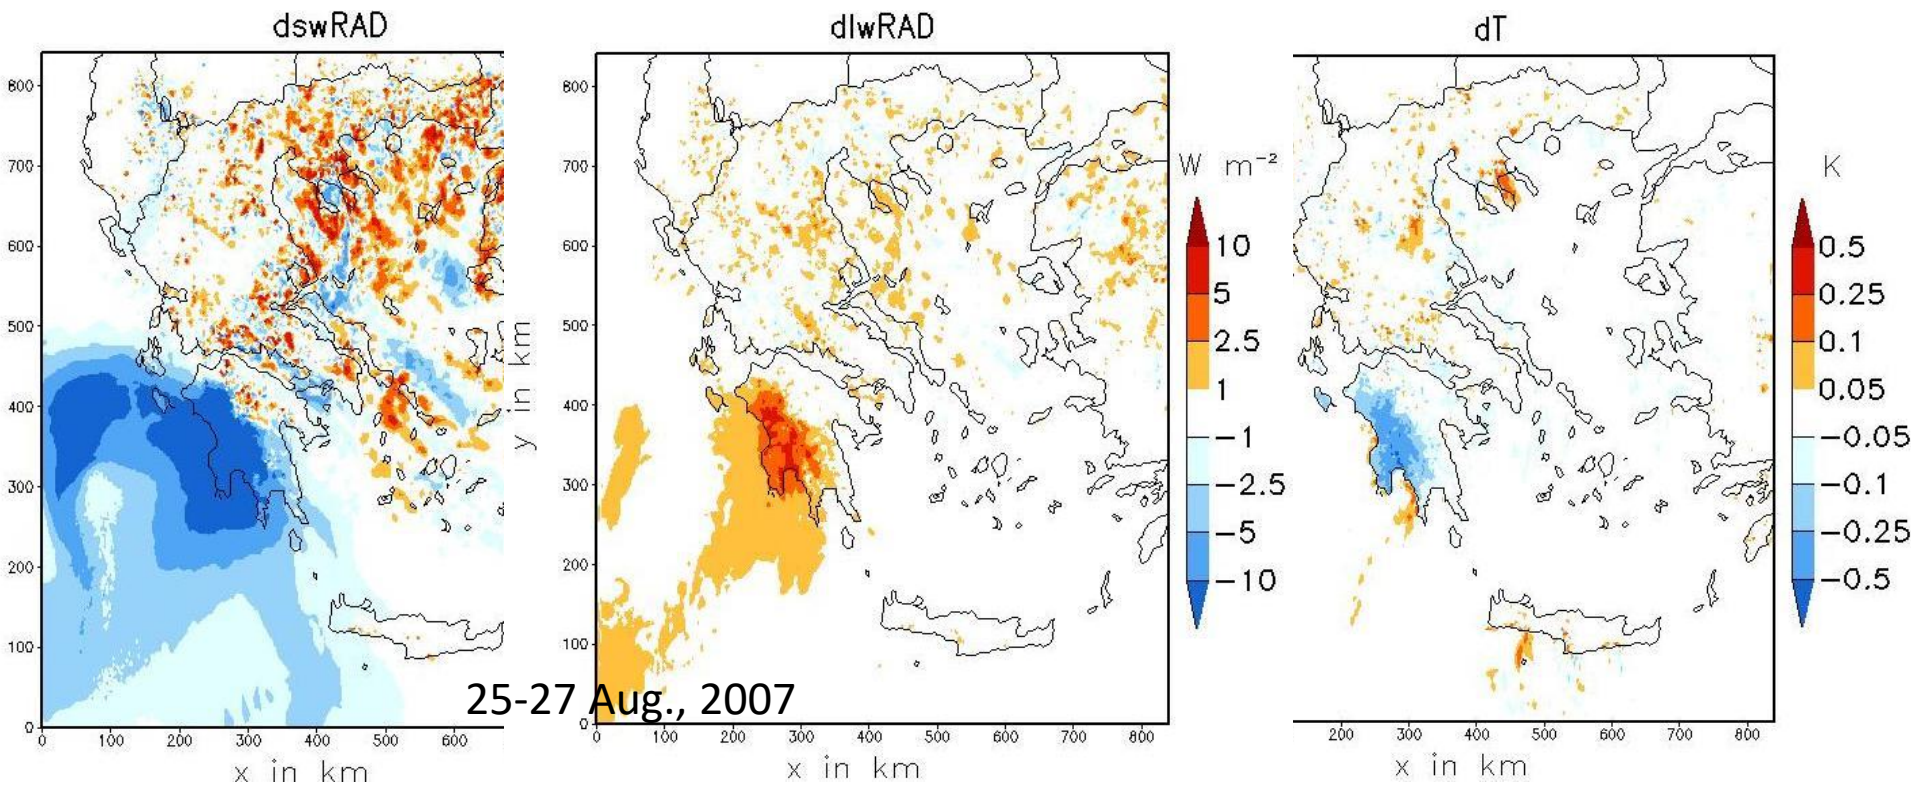 dswRAD
dlwRAD
dT
800
700
600
500
400
300
200
100
0
0 100 200 300 400 500 600
x in km
y in km
800
700
600
500
400
300
200
100
0
0 100 200 300 400 500 600 700 800
x in km
W m⁻²
10
5
2.5
1
−1
−2.5
−5
−10
200 300 400 500 600 700 800
x in km
K
0.5
0.25
0.1
0.05
−0.05
−0.1
−0.25
−0.5
25-27 Aug., 2007